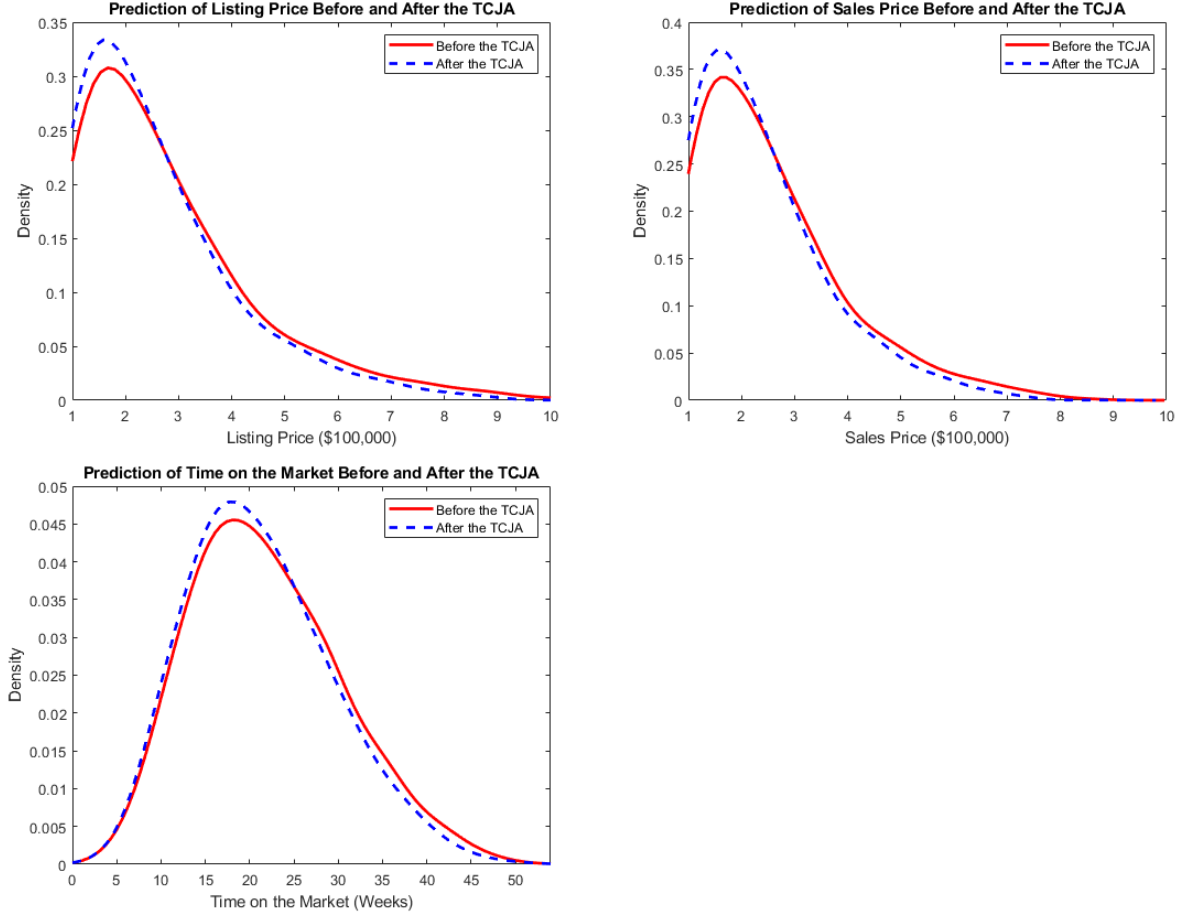 Prediction of Listing Price Before and After the TCJA
0.35
0.3
0.25
0.2
0.15
0.1
0.05
0
Density
Before the TCJA
After the TCJA
1 2 3 4 5 6 7 8 9 10
Listing Price ($100,000)
Prediction of Sales Price Before and After the TCJA
0.4
0.35
0.3
0.25
0.2
0.15
0.1
0.05
0
Density
Before the TCJA
After the TCJA
1 2 3 4 5 6 7 8 9 10
Sales Price ($100,000)
Prediction of Time on the Market Before and After the TCJA
0.05
0.045
0.04
0.035
0.03
0.025
0.02
0.015
0.01
0.005
0
Density
Before the TCJA
After the TCJA
0 5 10 15 20 25 30 35 40 45 50
Time on the Market (Weeks)